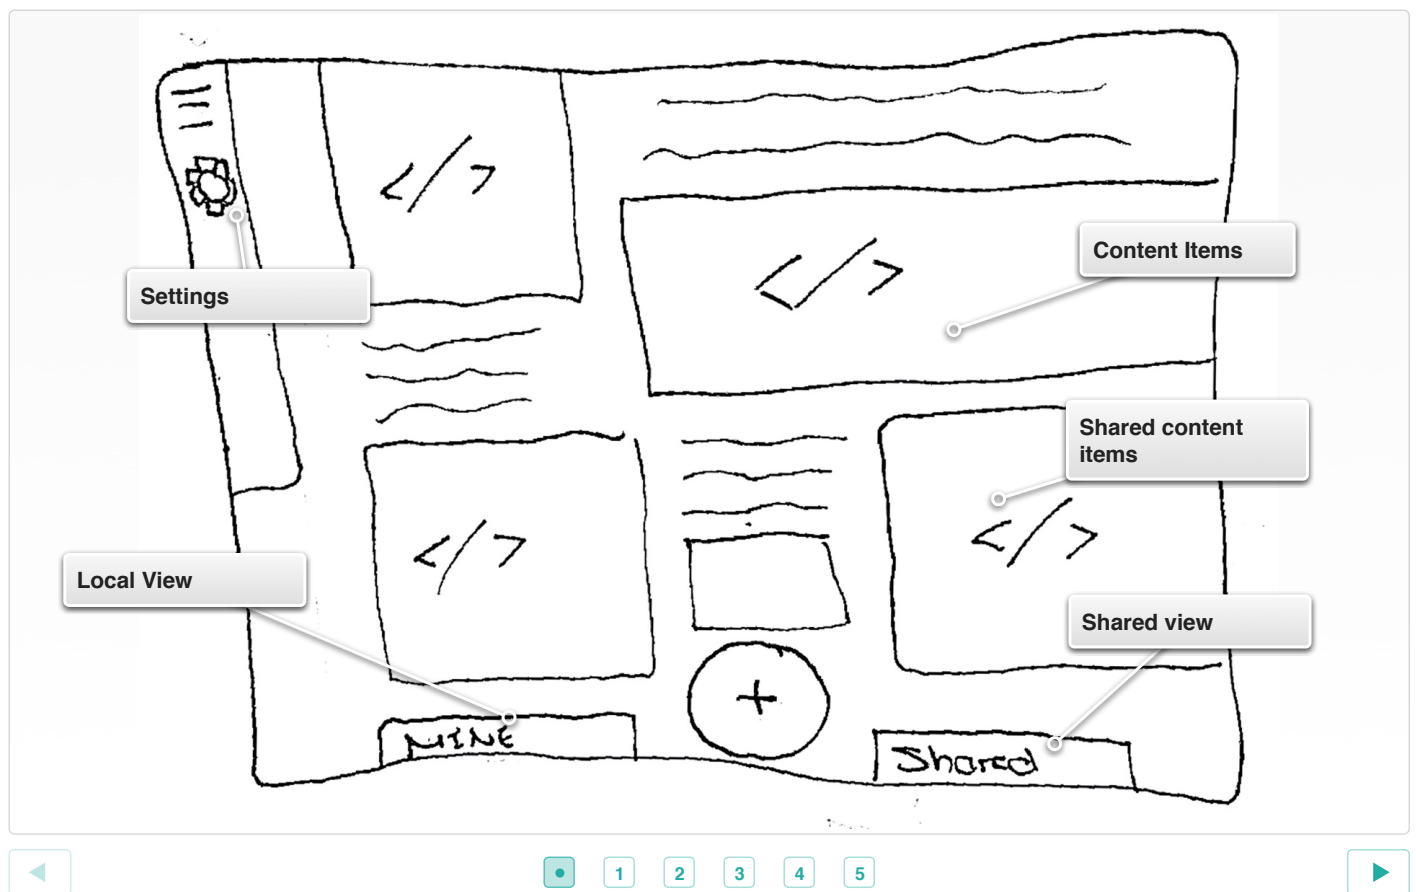 </>
</>
Content Items
Settings
Shared content
items
</>
</>
Local View
Shared view
+
MINE
Shared
1
2
3
4
5